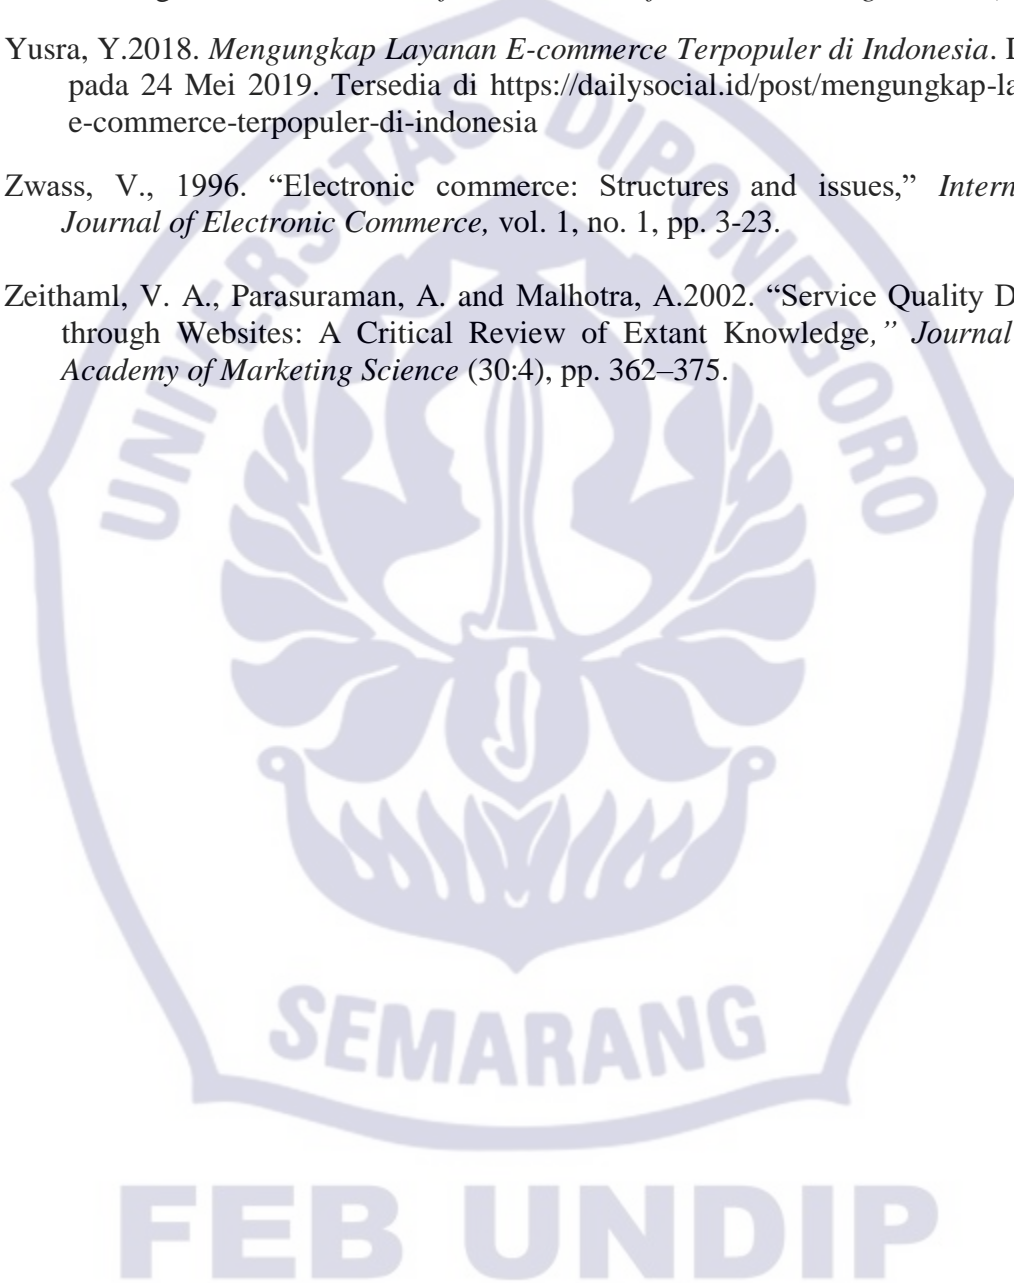 Yusra, Y.2018. Mengungkap Layanan E-commerce Terpopuler di Indonesia.
pada 24 Mei 2019. Tersedia di https://dailysocial.id/post/mengungkap-la
e-commerce-terpopuler-di-indonesia
Zwass, V., 1996. “Electronic commerce: Structures and issues,” Intern
Journal of Electronic Commerce, vol. 1, no. 1, pp. 3-23.
Zeithaml, V. A., Parasuraman, A. and Malhotra, A.2002. “Service Quality D
through Websites: A Critical Review of Extant Knowledge,” Journal
Academy of Marketing Science (30:4), pp. 362–375.
UNIVERSITAS DIPONEGORO
SEMARANG
FEB UNDIP